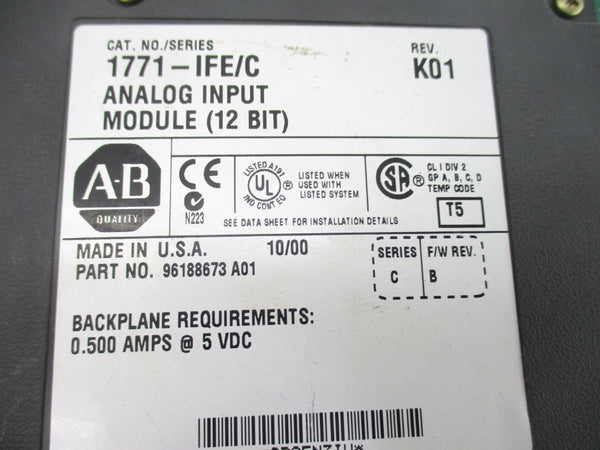 CAT. NO./SERIES
1771-IFE/C
REV.
K01
ANALOG INPUT
MODULE (12 BIT)
A-B
QUALITY
CE
N223
LISTED A197
UL
®
IND CONT EQ
LISTED WHEN
USED WITH
LISTED SYSTEM
SA
®
CL I DIV 2
GP A, B, C, D
TEMP CODE
T5
SEE DATA SHEET FOR INSTALLATION DETAILS
MADE IN U.S.A. 10/00
PART NO. 96188673 A01
SERIES
C
F/W REV.
B
BACKPLANE REQUIREMENTS:
0.500 AMPS @ 5 VDC